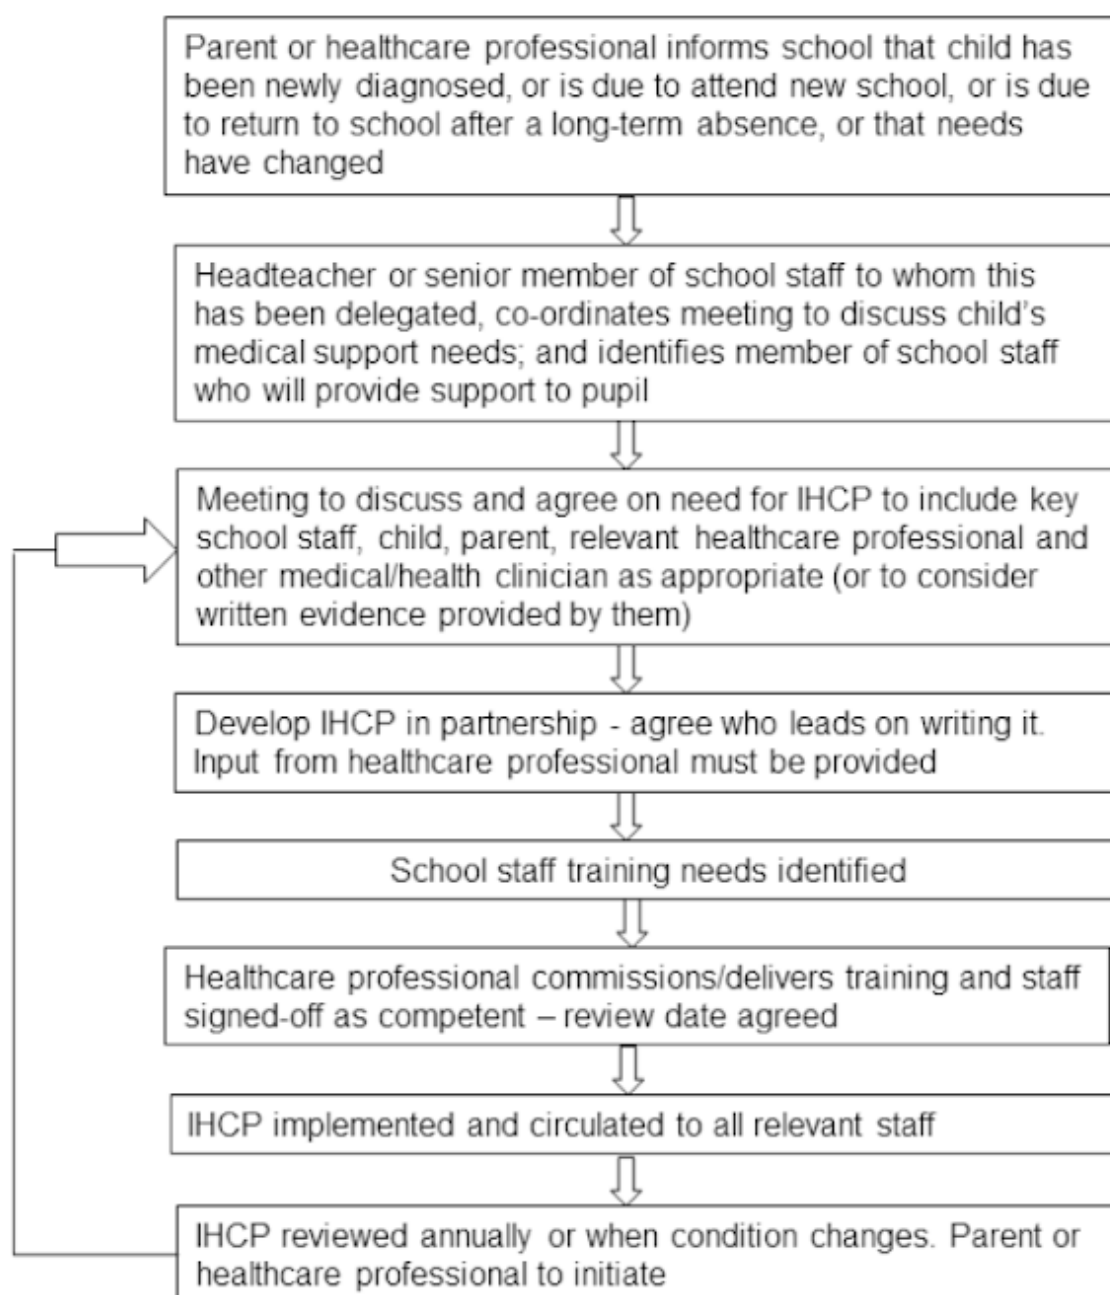 Parent or healthcare professional informs school that child has
been newly diagnosed, or is due to attend new school, or is due
to return to school after a long-term absence, or that needs
have changed
Headteacher or senior member of school staff to whom this
has been delegated, co-ordinates meeting to discuss child's
medical support needs; and identifies member of school staff
who will provide support to pupil
Meeting to discuss and agree on need for IHCP to include key
school staff, child, parent, relevant healthcare professional and
other medical/health clinician as appropriate (or to consider
written evidence provided by them)
Develop IHCP in partnership - agree who leads on writing it.
Input from healthcare professional must be provided
School staff training needs identified
Healthcare professional commissions/delivers training and staff
signed-off as competent – review date agreed
IHCP implemented and circulated to all relevant staff
IHCP reviewed annually or when condition changes. Parent or
healthcare professional to initiate